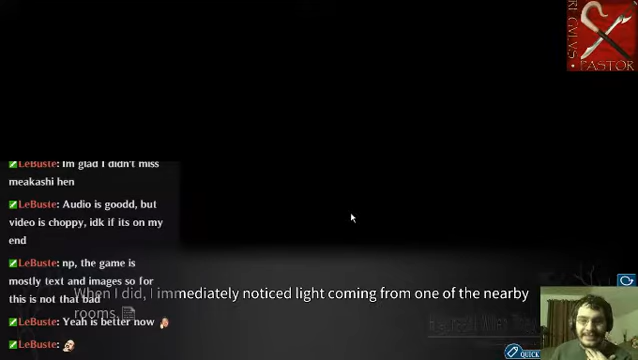 PASTOR
LeBuste: Im glad I didn't miss
meakashi hen
LeBuste: Audio is goodd, but
video is choppy, idk if its on my
end
LeBuste: np, the game is
mostly text and images so for
this is not that bad
When I did, I immediately noticed light coming from one of the nearby
rooms.
LeBuste: Yeah is better now
LeBuste:
QUICK